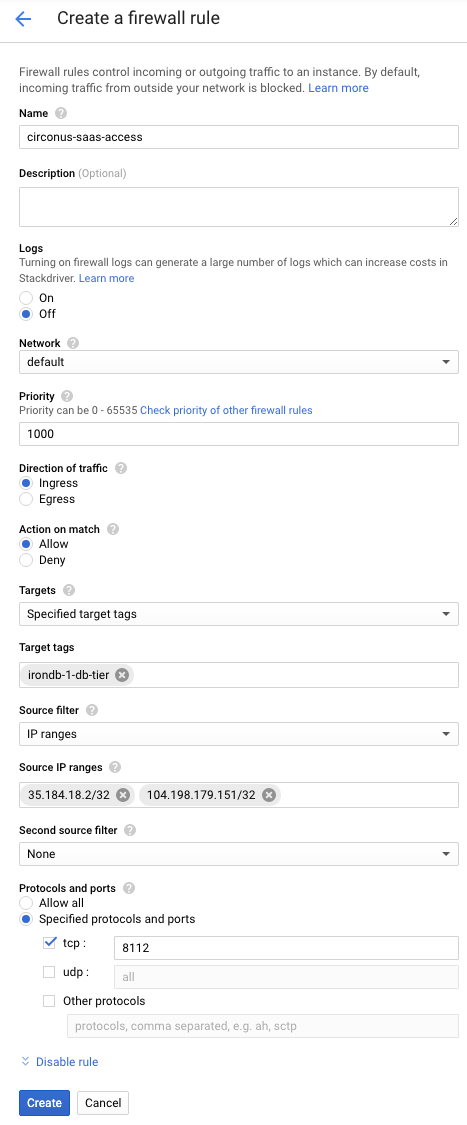 Create a firewall rule
Firewall rules control incoming or outgoing traffic to an instance. By default,
incoming traffic from outside your network is blocked. Learn more
Name
circonus-saas-access
Description (Optional)
Logs
Turning on firewall logs can generate a large number of logs which can increase costs in
Stackdriver. Learn more
On
Off
Network
default
Priority
Priority can be 0 - 65535 Check priority of other firewall rules
1000
Direction of traffic
Ingress
Egress
Action on match
Allow
Deny
Targets
Specified target tags
Target tags
irondb-1-db-tier
Source filter
IP ranges
Source IP ranges
35.184.18.2/32 104.198.179.151/32
Second source filter
None
Protocols and ports
Allow all
Specified protocols and ports
tcp : 8112
udp : all
Other protocols
protocols, comma separated, e.g. ah, sctp
Disable rule
Create Cancel